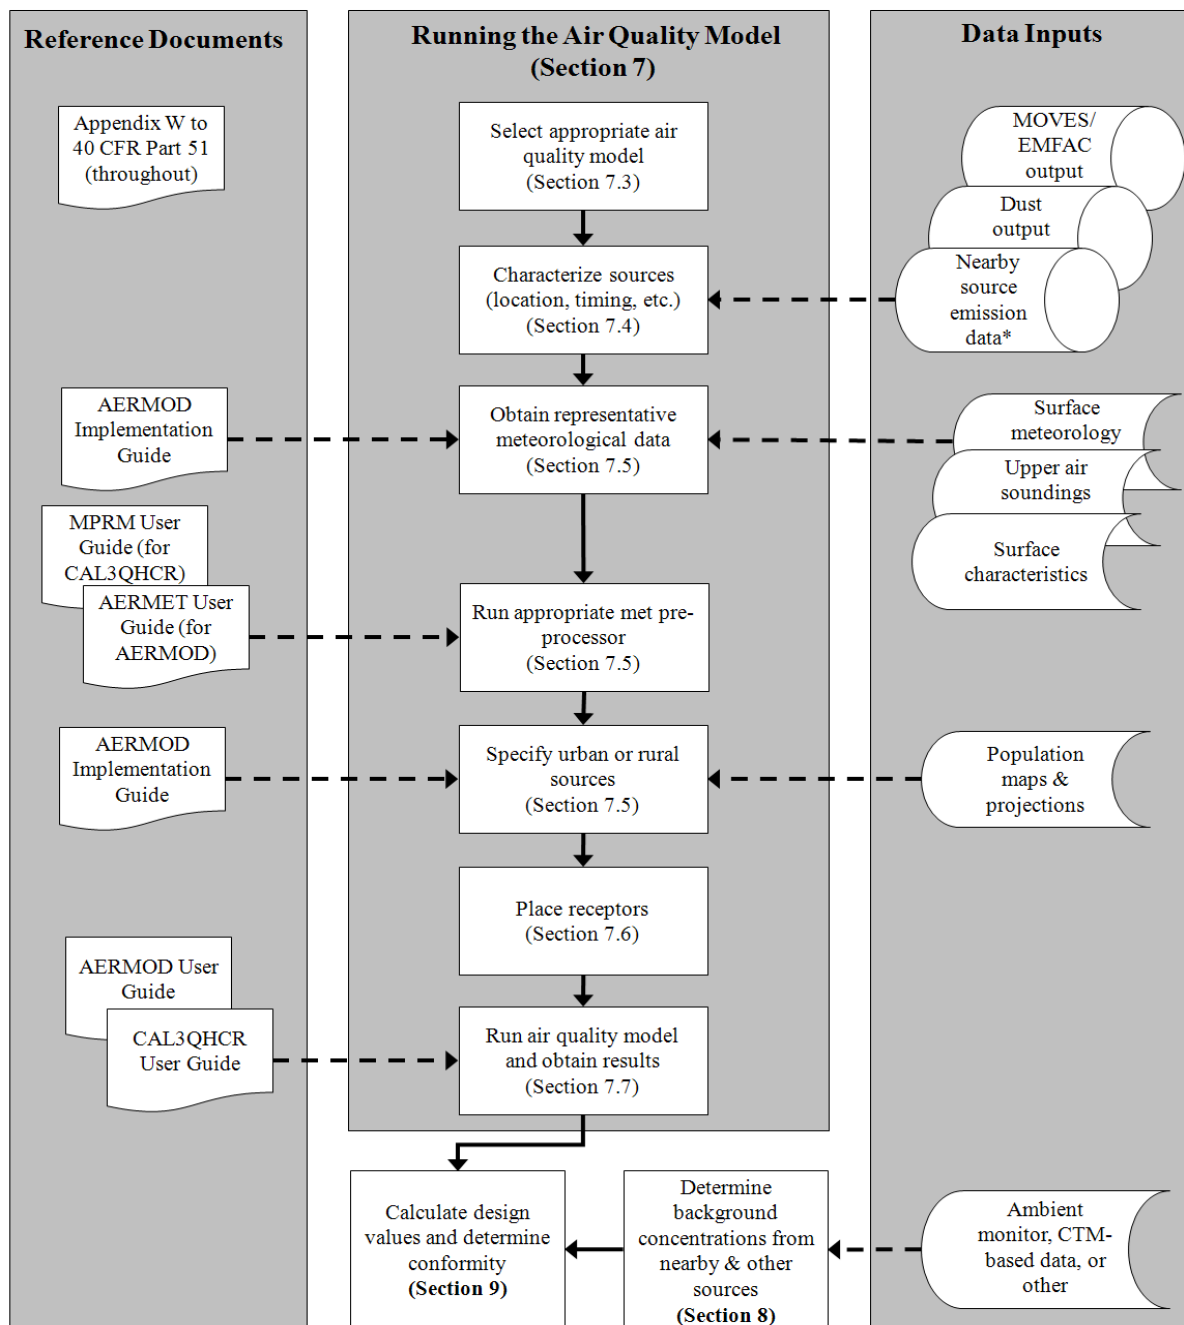 Reference Documents
Appendix W to
40 CFR Part 51
(throughout)
AERMOD
Implementation
Guide
MPRM User
Guide (for
CAL3QHCR)
AERMET User
Guide (for
AERMOD)
AERMOD
Implementation
Guide
AERMOD User
Guide
CAL3QHCR
User Guide
Running the Air Quality Model
(Section 7)
Select appropriate air
quality model
(Section 7.3)
Characterize sources
(location, timing, etc.)
(Section 7.4)
Obtain representative
meteorological data
(Section 7.5)
Run appropriate met pre-
processor
(Section 7.5)
Specify urban or rural
sources
(Section 7.5)
Place receptors
(Section 7.6)
Run air quality model
and obtain results
(Section 7.7)
Calculate design
values and determine
conformity
(Section 9)
Determine
background
concentrations from
nearby & other
sources
(Section 8)
Data Inputs
MOVES/
EMFAC
output
Dust
output
Nearby
source
emission
data*
Surface
meteorology
Upper air
soundings
Surface
characteristics
Population
maps &
projections
Ambient
monitor, CTM-
based data, or
other